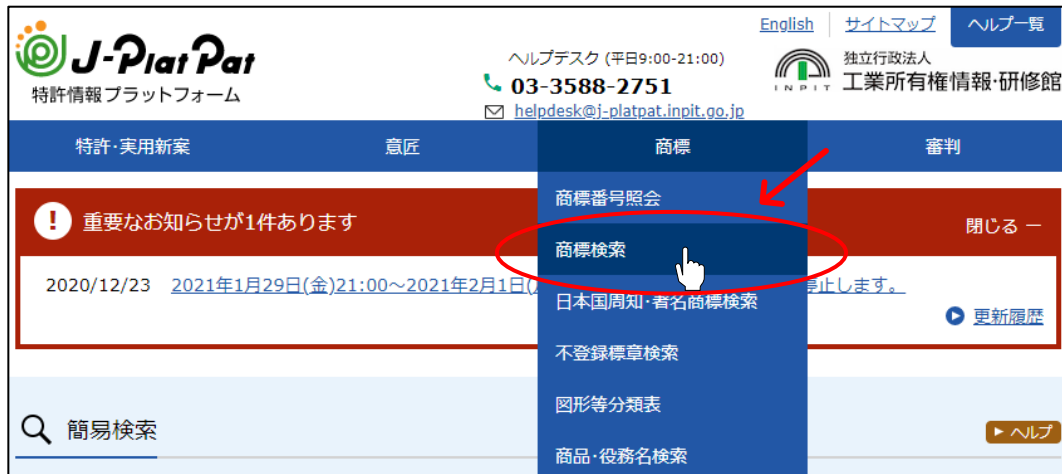 English サイトマップ ヘルプ一覧
J-PlatPat
特許情報プラットフォーム
ヘルプデスク (平日9:00-21:00)
03-3588-2751
helpdesk@j-platpat.inpit.go.jp
INPIT
独立行政法人
工業所有権情報・研修館
特許・実用新案 意匠 商標 審判
商標番号照会
商標検索
日本国周知・著名商標検索
不登録標章検索
図形等分類表
商品・役務名検索
! 重要なお知らせが1件あります 閉じる
2020/12/23 2021年1月29日(金)21:00～2021年2月1日( 停止します。
更新履歴
簡易検索 ヘルプ